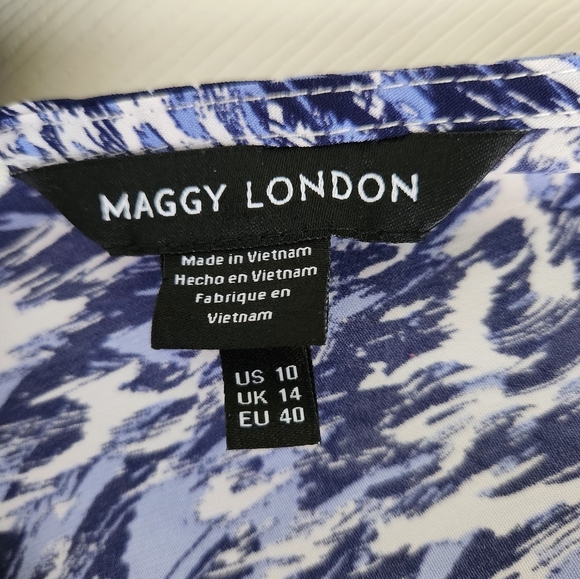 MAGGY LONDON
Made in Vietnam
Hecho en Vietnam
Fabrique en
Vietnam
US 10
UK 14
EU 40